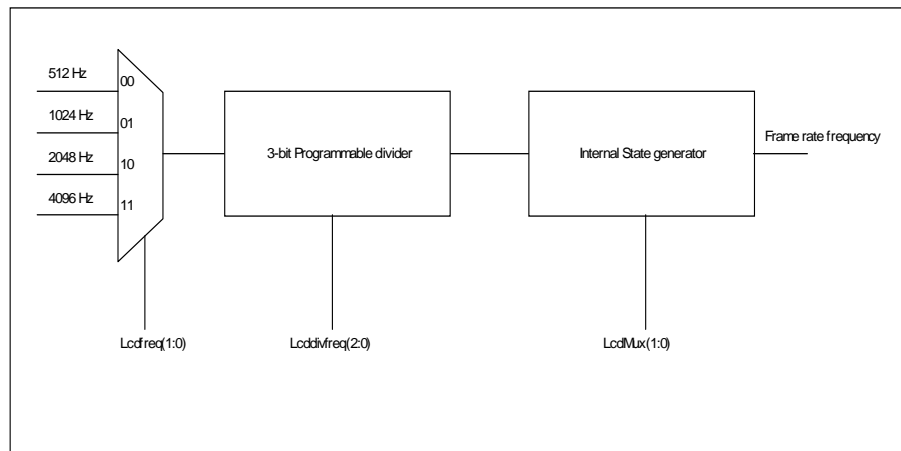 512 Hz
00
1024 Hz
01
2048 Hz
10
4096 Hz
11
3-bit Programmable divider
Internal State generator
Frame rate frequency
Lcdfreq(1:0)
Lcddivfreq(2:0)
LcdMux(1:0)